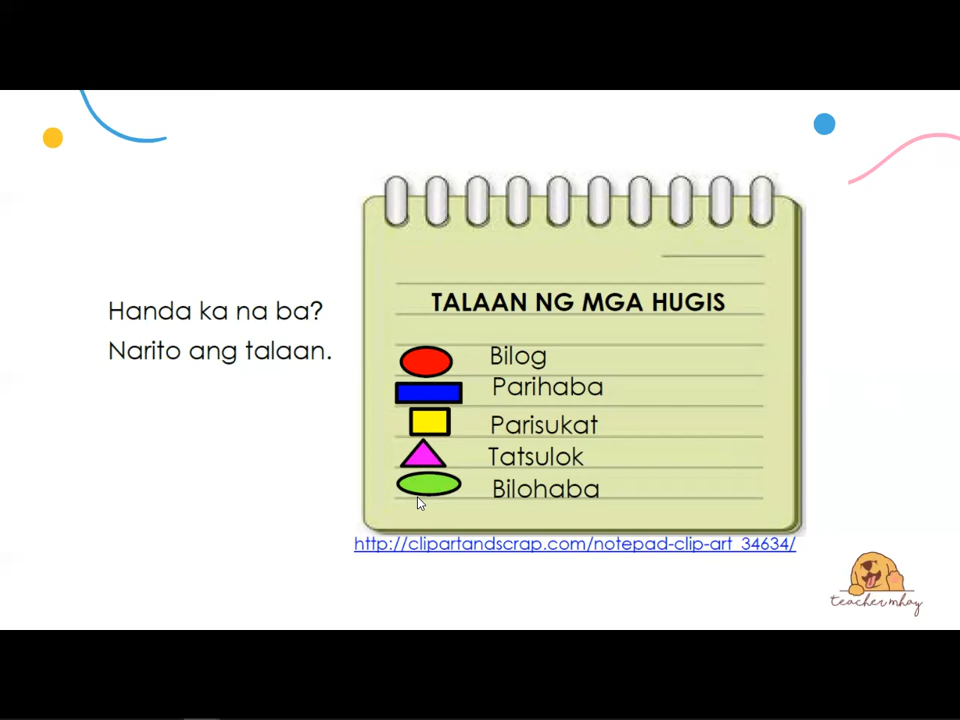 Handa ka na ba?
Narito ang talaan.
TALAAN NG MGA HUGIS
Bilog
Parihaba
Parisukat
Tatsulok
Bilohaba
http://clipartandscrap.com/notepad-clip-art_34634/
teacher mhay